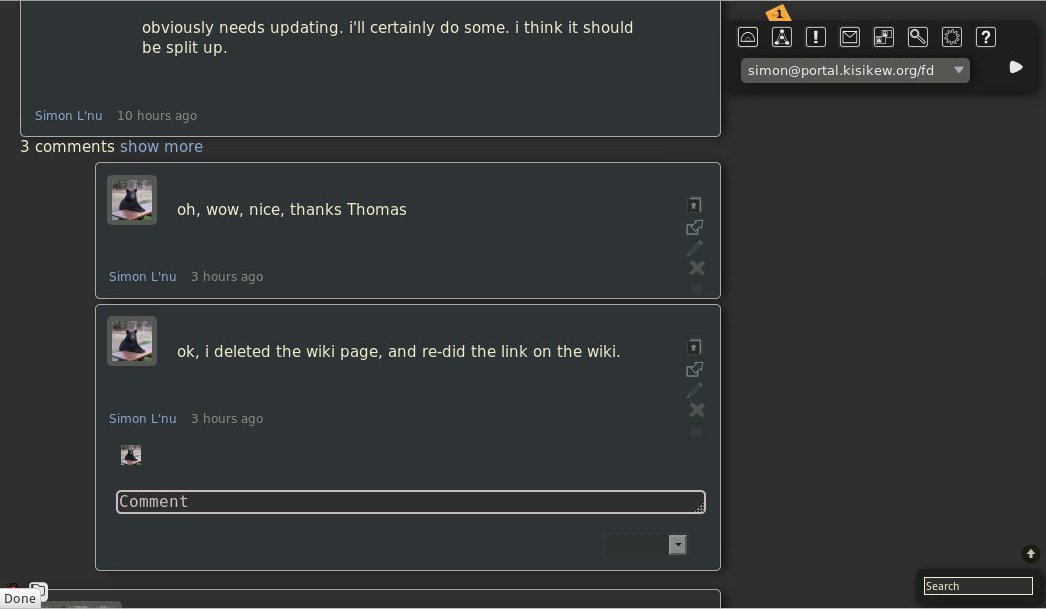 obviously needs updating. i'll certainly do some. i think it should
be split up.
Simon L'nu 10 hours ago
1
!
?
simon@portal.kisikew.org/fd
3 comments show more
oh, wow, nice, thanks Thomas
Simon L'nu 3 hours ago
ok, i deleted the wiki page, and re-did the link on the wiki.
Simon L'nu 3 hours ago
Comment
Search
Done